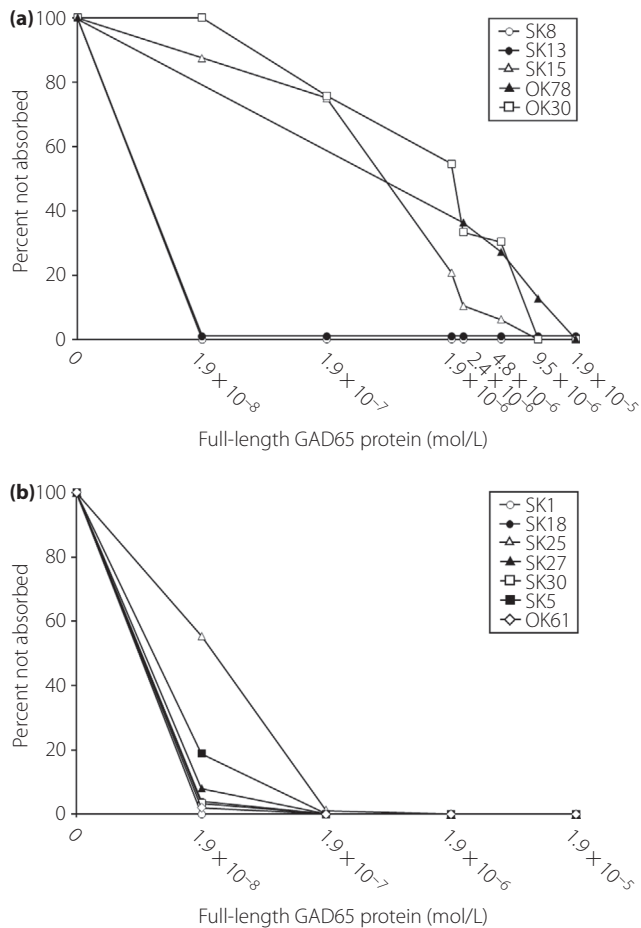 (a)
100
80
60
40
20
0
Percent not absorbed
SK8
SK13
SK15
OK78
OK30
0
1.9 × 10⁻⁸
1.9 × 10⁻⁷
1.9 × 10⁻⁶
2.4 × 10⁻⁶
4.8 × 10⁻⁶
9.5 × 10⁻⁶
1.9 × 10⁻⁵
Full-length GAD65 protein (mol/L)
(b)
100
80
60
40
20
0
Percent not absorbed
SK1
SK18
SK25
SK27
SK30
SK5
OK61
0
1.9 × 10⁻⁸
1.9 × 10⁻⁷
1.9 × 10⁻⁶
1.9 × 10⁻⁵
Full-length GAD65 protein (mol/L)